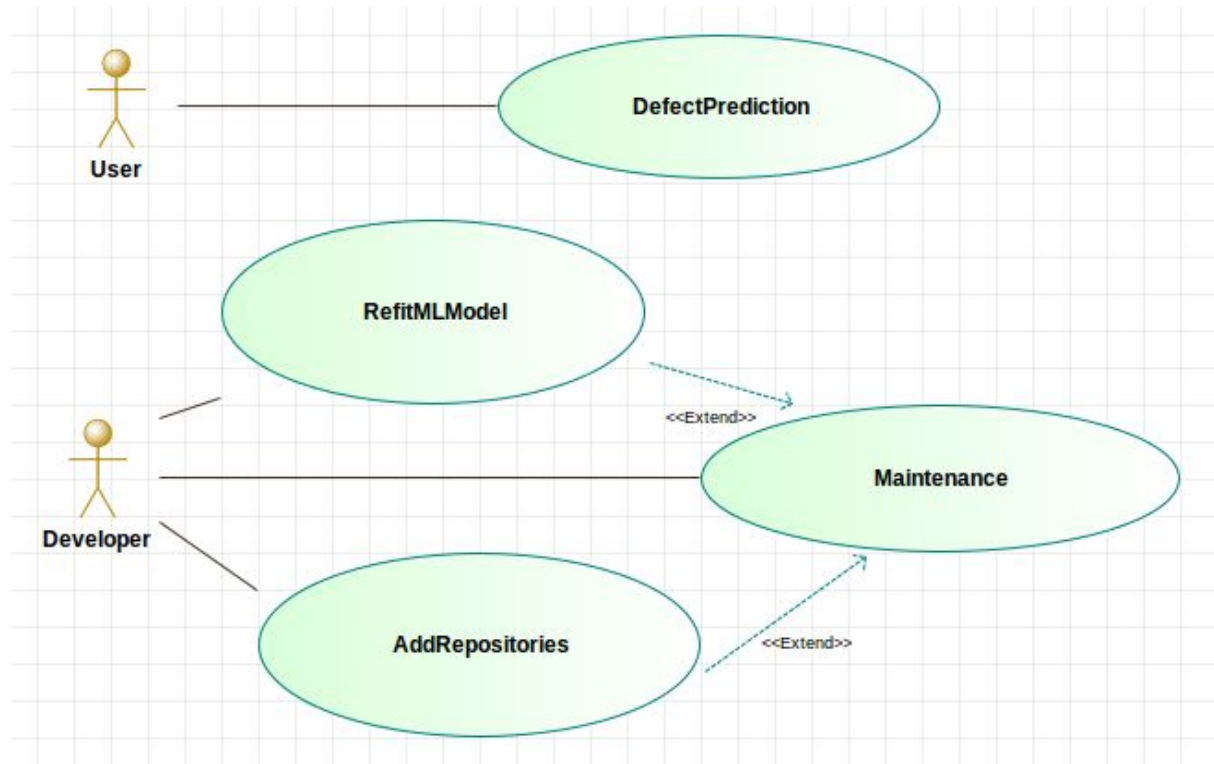 DefectPrediction
User
RefitMLModel
<<Extend>>
Maintenance
Developer
AddRepositories
<<Extend>>